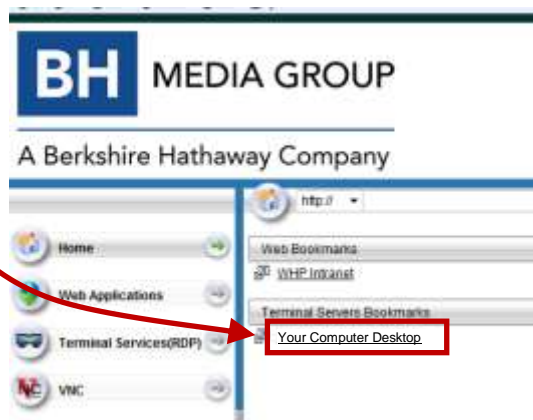 BH MEDIA GROUP
A Berkshire Hathaway Company
http://
Home
Web Applications
Terminal Services(RDP)
VNC
Web Bookmarks
WHP Intranet
Terminal Servers Bookmarks
Your Computer Desktop